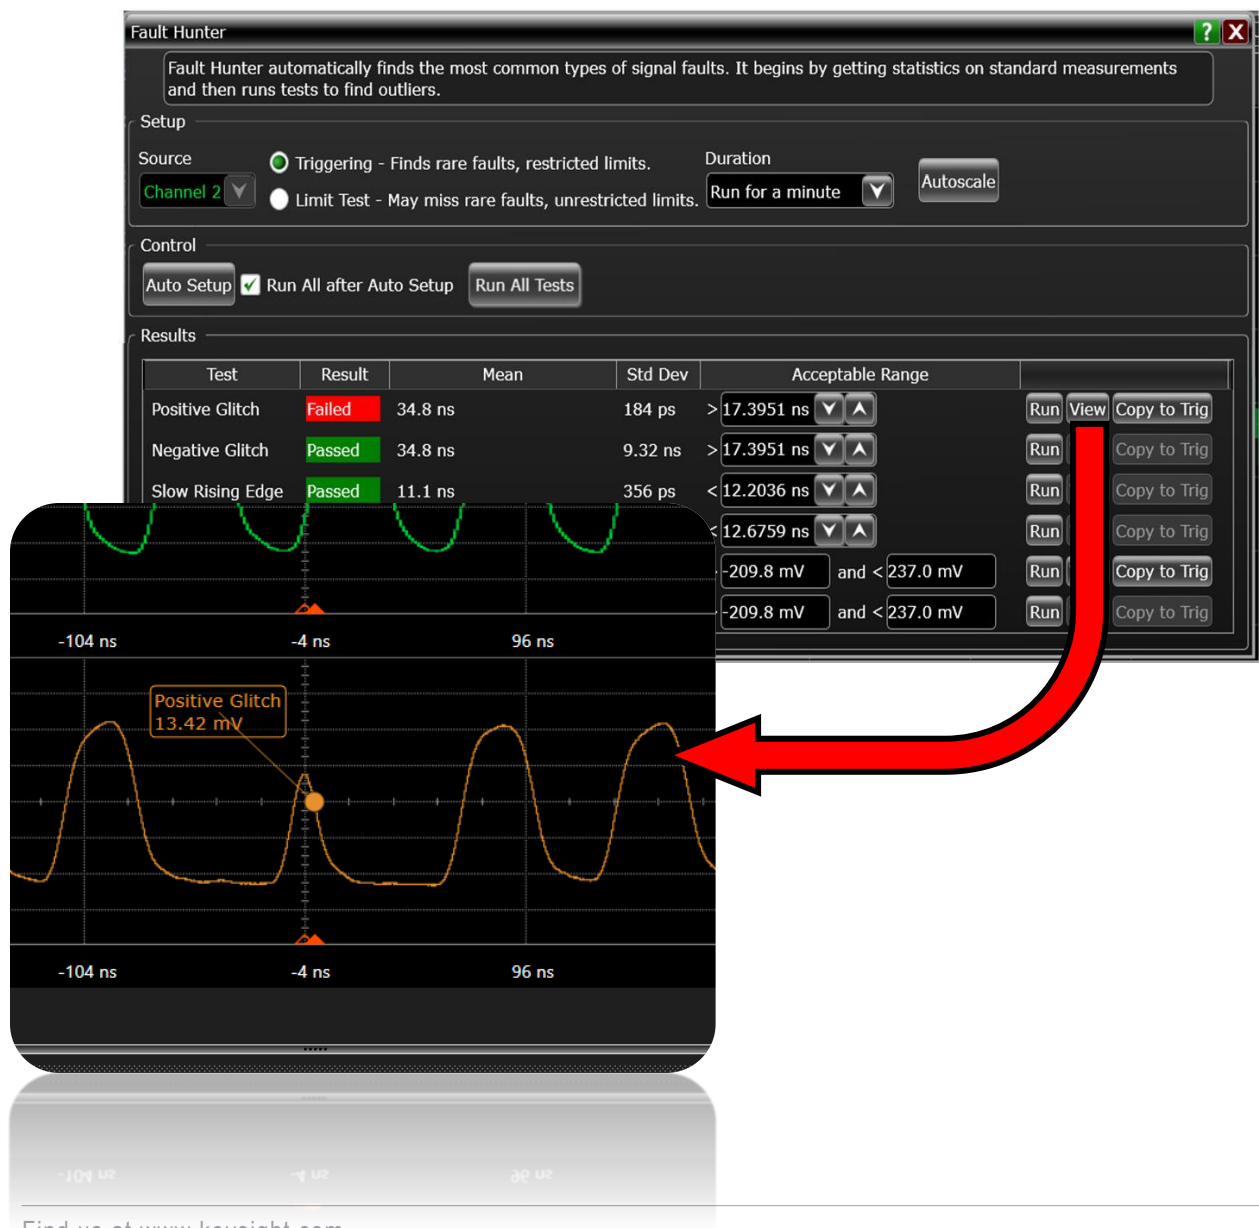 Fault Hunter
?
X
Fault Hunter automatically finds the most common types of signal faults. It begins by getting statistics on standard measurements
and then runs tests to find outliers.
Setup
Source
Channel 2
Triggering - Finds rare faults, restricted limits.
Limit Test - May miss rare faults, unrestricted limits.
Duration
Run for a minute
Autoscale
Control
Auto Setup Run All after Auto Setup Run All Tests
Results
Test Result Mean Std Dev Acceptable Range
Positive Glitch Failed 34.8 ns 184 ps > 17.3951 ns Run View Copy to Trig
Negative Glitch Passed 34.8 ns 9.32 ns > 17.3951 ns Run Copy to Trig
Slow Rising Edge Passed 11.1 ns 356 ps < 12.2036 ns Run Copy to Trig
< 12.6759 ns Run Copy to Trig
-209.8 mV and < 237.0 mV Run Copy to Trig
-209.8 mV and < 237.0 mV Run Copy to Trig
-104 ns -4 ns 96 ns
Positive Glitch
13.42 mV
-104 ns -4 ns 96 ns
Find us at www.keysight.com